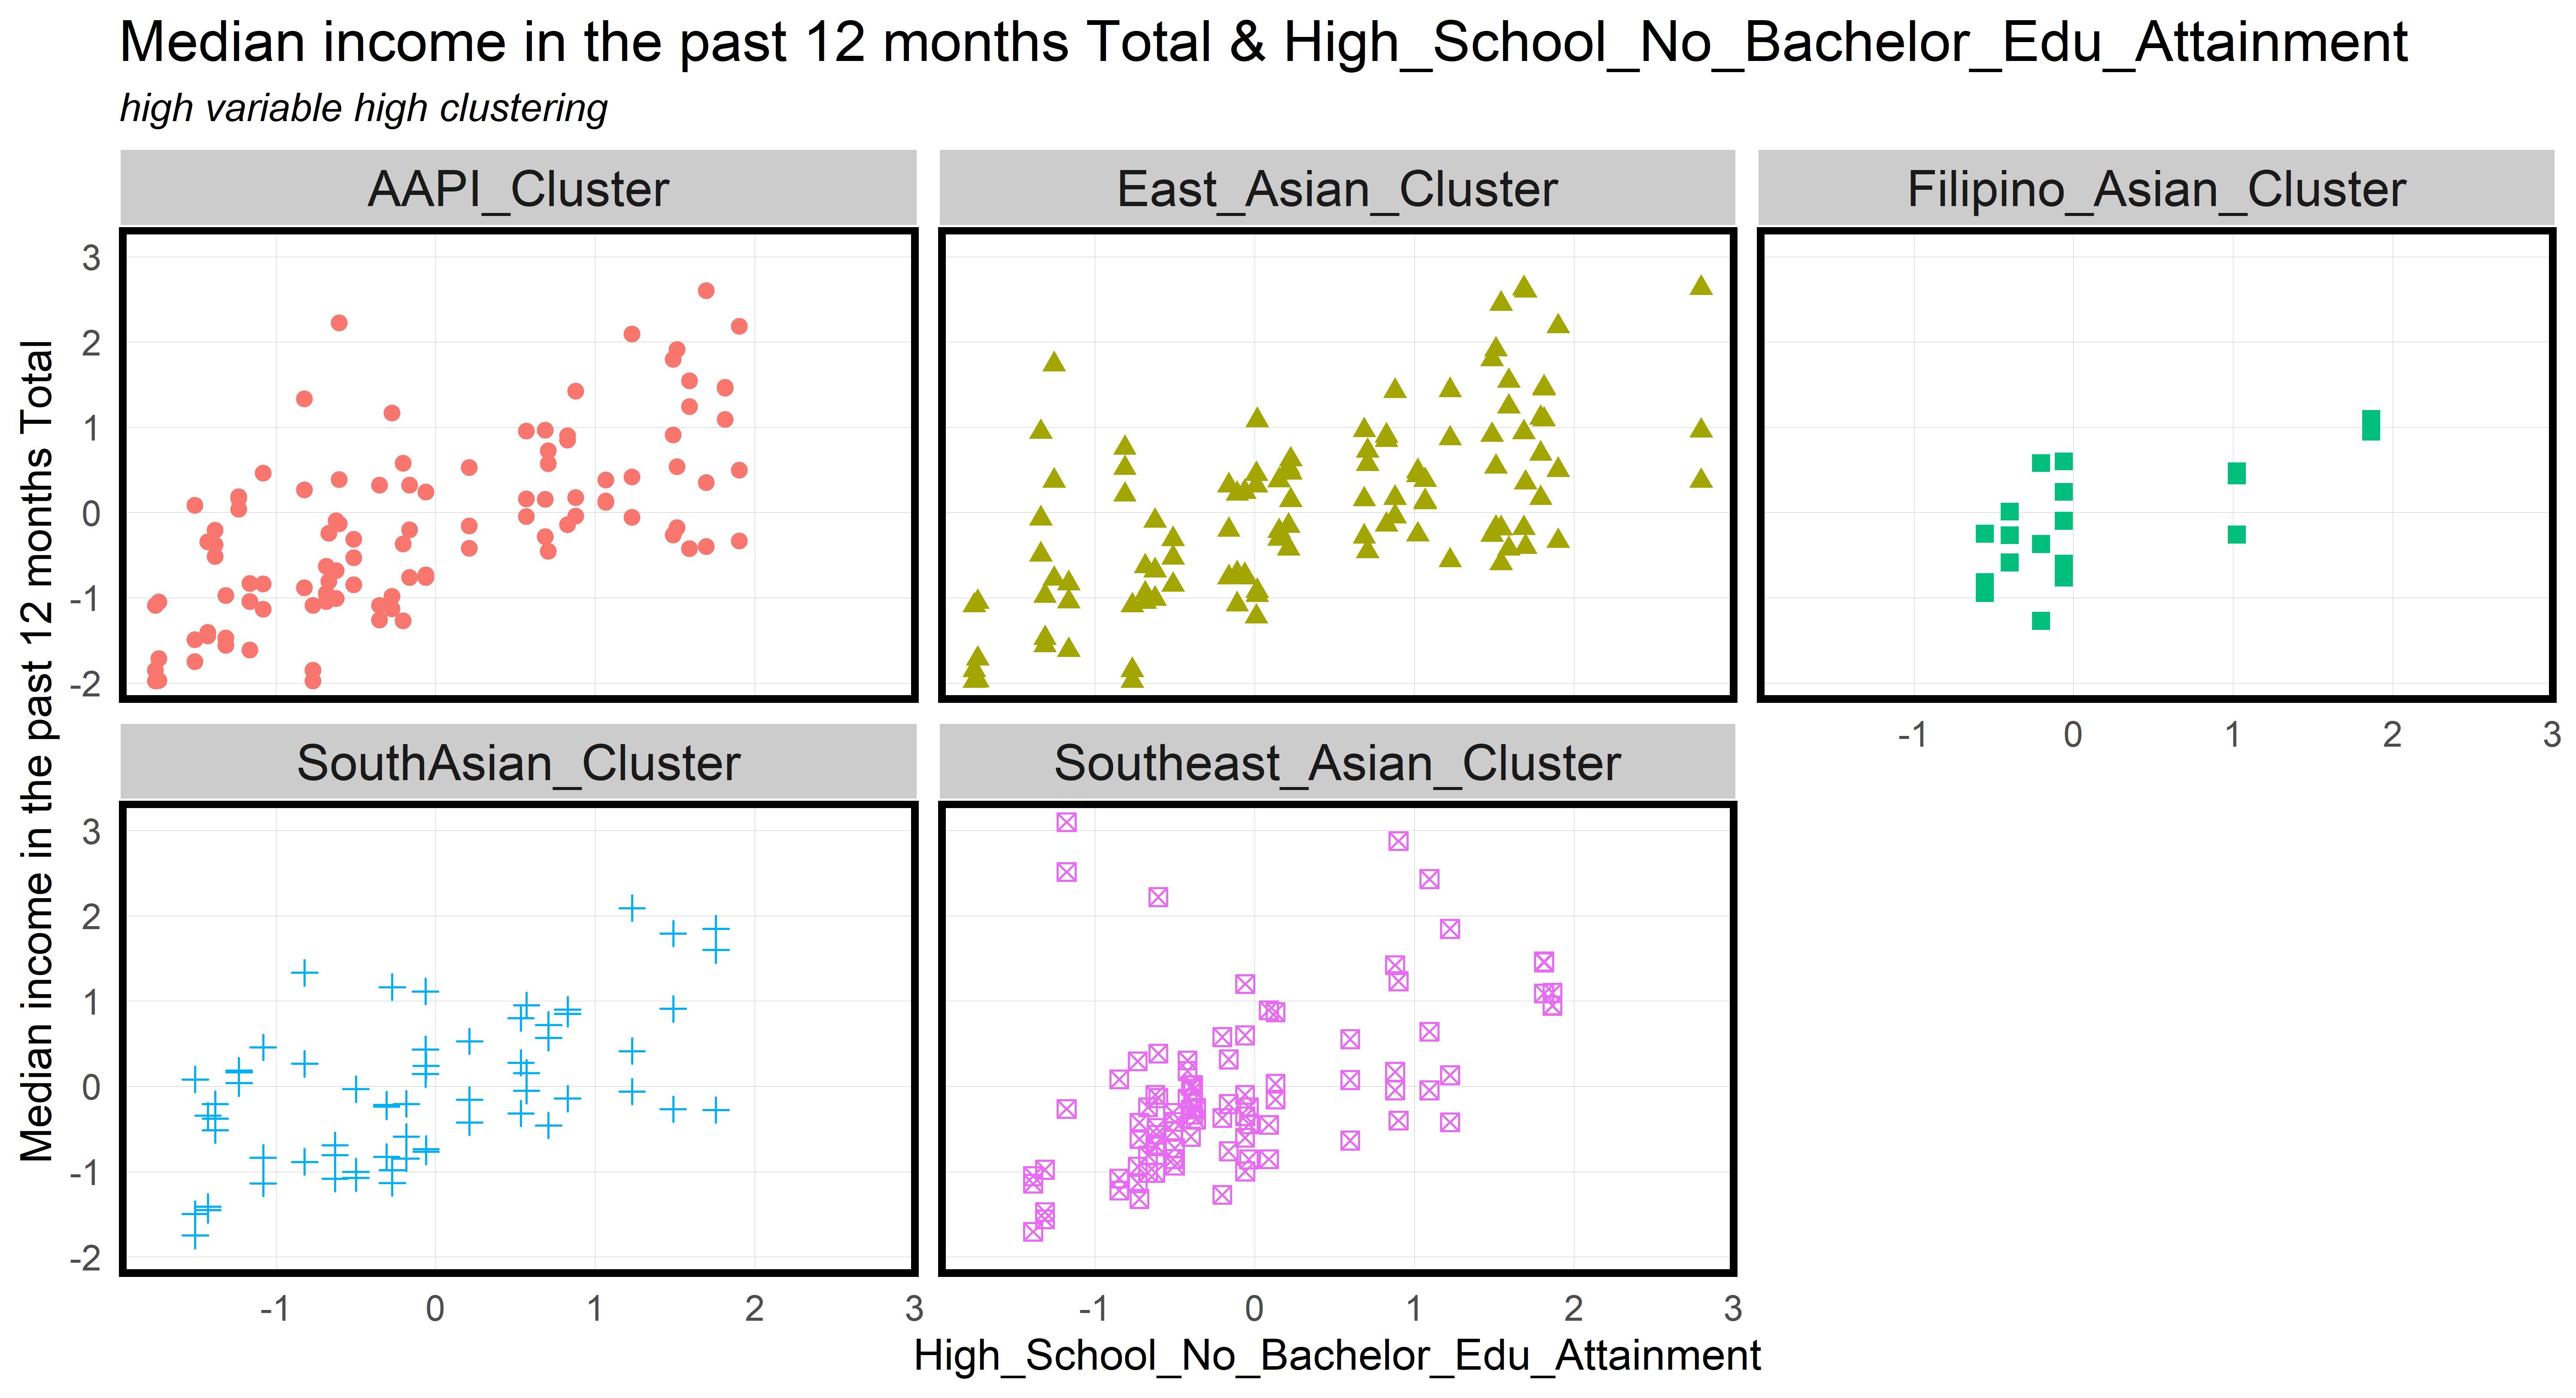 Median income in the past 12 months Total & High_School_No_Bachelor_Edu_Attainment
high variable high clustering
AAPI_Cluster
East_Asian_Cluster
Filipino_Asian_Cluster
3
2
1
0
-1
-2
-1 0 1 2 3
SouthAsian_Cluster
Southeast_Asian_Cluster
3
2
1
0
-1
-2
-1 0 1 2 3
-1 0 1 2 3
Median income in the past 12 months Total
High_School_No_Bachelor_Edu_Attainment